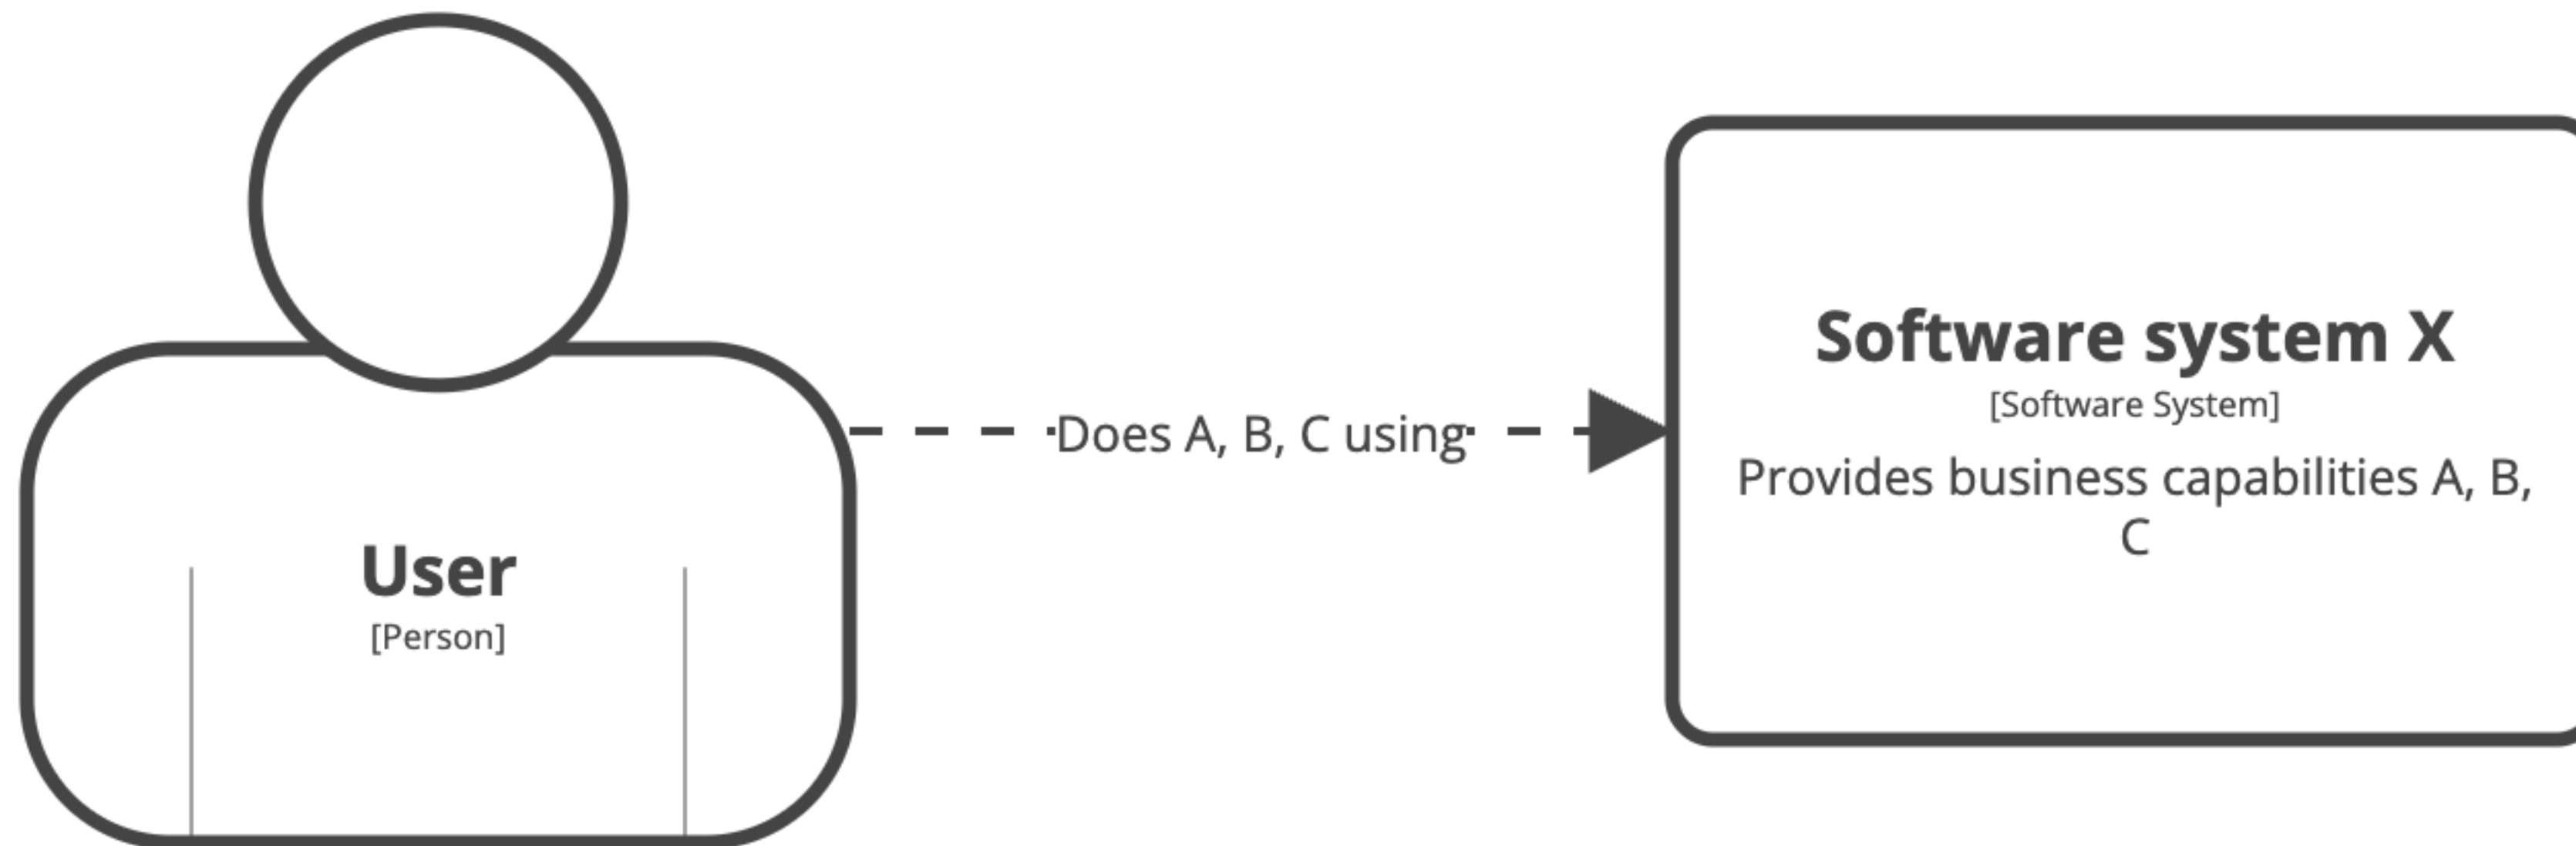 User
[Person]
Does A, B, C using
Software system X
[Software System]
Provides business capabilities A, B,
C